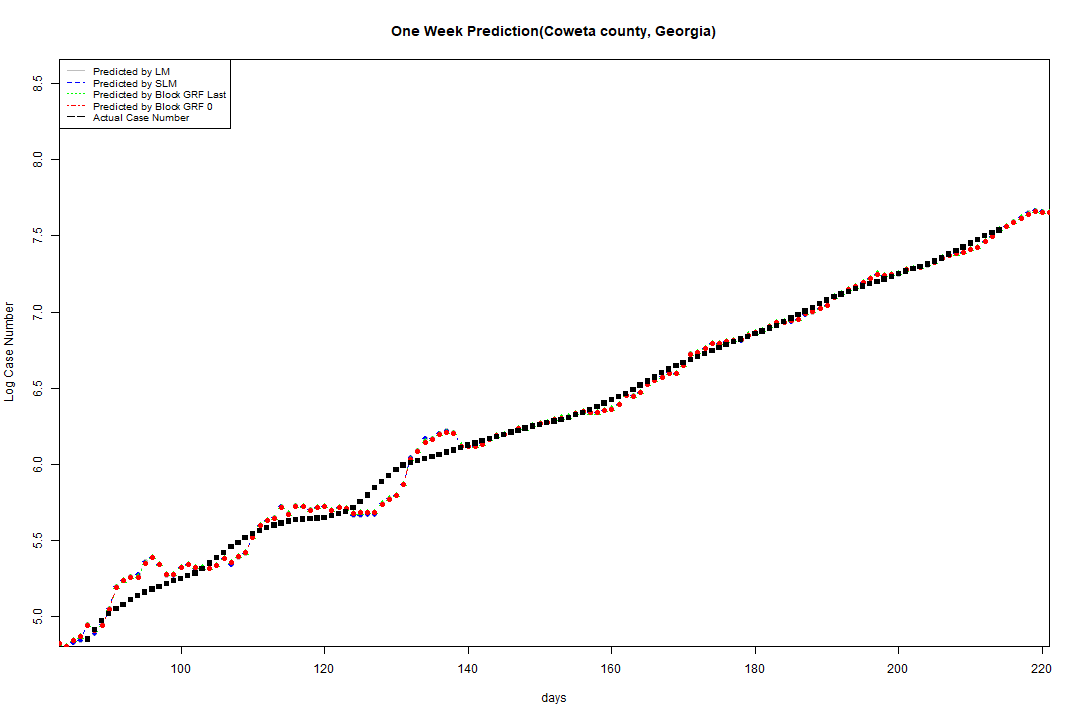 One Week Prediction(Coweta county, Georgia)
Predicted by LM
Predicted by SLM
Predicted by Block GRF Last
Predicted by Block GRF 0
Actual Case Number
8.5
8.0
7.5
7.0
6.5
6.0
5.5
5.0
Log Case Number
100 120 140 160 180 200 220
days